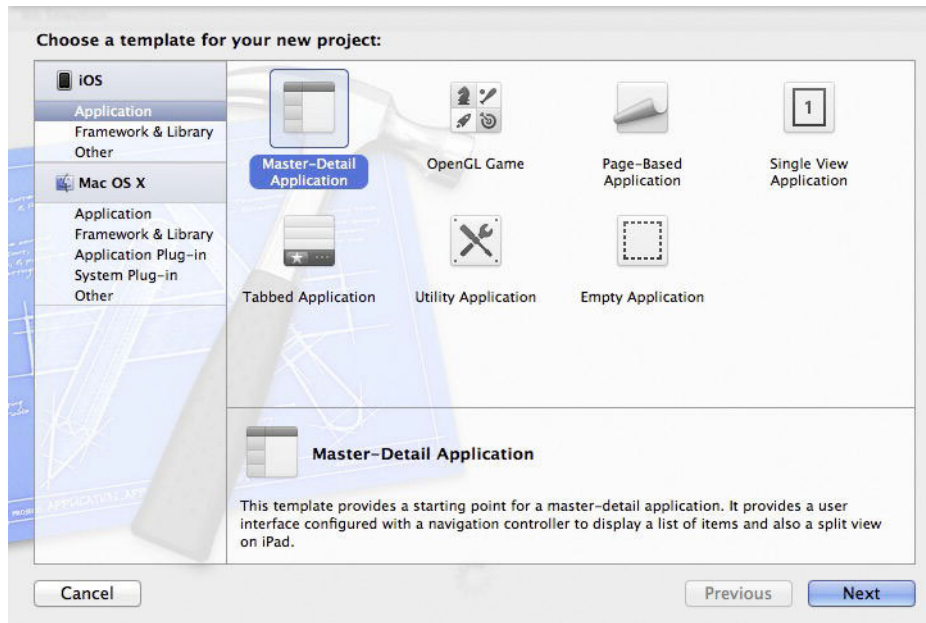 Choose a template for your new project:
iOS
Application
Framework & Library
Other
Mac OS X
Application
Framework & Library
Application Plug-in
System Plug-in
Other
Master-Detail
Application
OpenGL Game
Page-Based
Application
1
Single View
Application
Tabbed Application
Utility Application
Empty Application
Master-Detail Application
This template provides a starting point for a master-detail application. It provides a user
interface configured with a navigation controller to display a list of items and also a split view
on iPad.
Cancel
Previous
Next